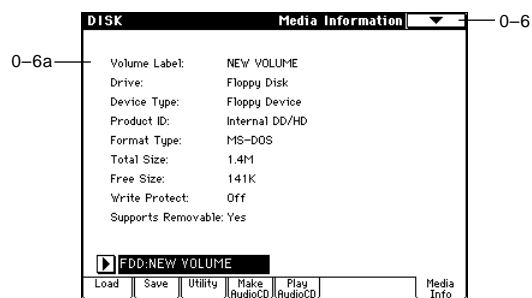 DISK Media Information 0–6
0–6a
Volume Label: NEW VOLUME
Drive: Floppy Disk
Device Type: Floppy Device
Product ID: Internal DD/HD
Format Type: MS-DOS
Total Size: 1.4M
Free Size: 141K
Write Protect: Off
Supports Removable: Yes
FDD:NEW VOLUME
Load Save Utility Make AudioCD Play AudioCD Media Info